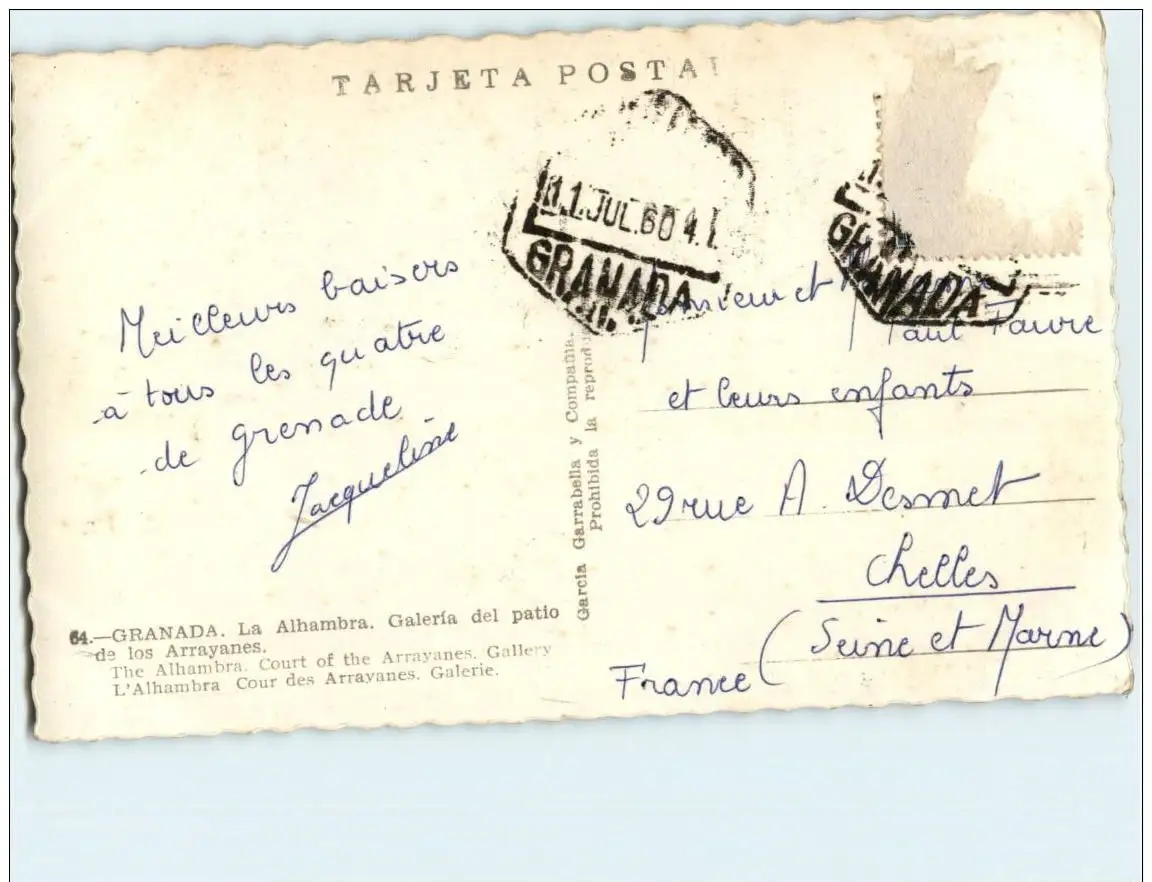 TARJETA POSTAL
11 JUL.60 4.
GRANADA
GRANADA
Meilleurs baisers
à tous les quatre
de grenade
Jacqueline
64.—GRANADA. La Alhambra. Galería del patio
de los Arrayanes.
The Alhambra. Court of the Arrayanes. Gallery
L'Alhambra Cour des Arrayanes. Galerie.
García Garrabella y Compañía.
Prohibida la reprodu
Monsieur et Madame
Paul Favre
et leurs enfants
29 rue A. Desmet
Chelles
(Seine et Marne)
France